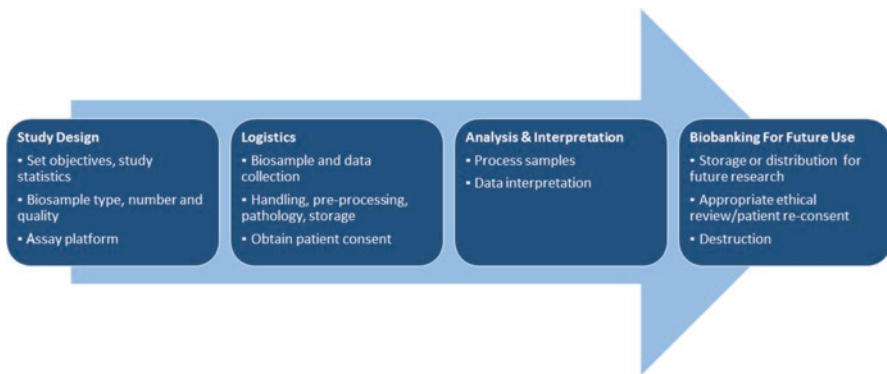 Study Design
▪ Set objectives, study
statistics
▪ Biosample type, number and
quality
▪ Assay platform
Logistics
▪ Biosample and data
collection
▪ Handling, pre-processing,
pathology, storage
▪ Obtain patient consent
Analysis & Interpretation
▪ Process samples
▪ Data interpretation
Biobanking For Future Use
▪ Storage or distribution for
future research
▪ Appropriate ethical
review/patient re-consent
▪ Destruction